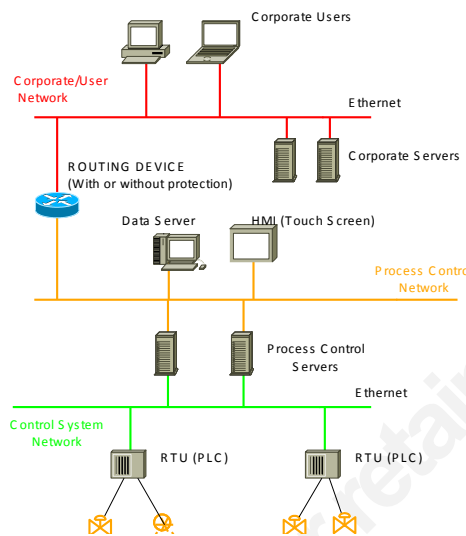 Corporate Users
Corporate/User
Network
Ethernet
ROUTING DEVICE
(With or without protection)
Corporate Servers
Data Server
HMI (Touch Screen)
Process Contro
Network
Process Control
Servers
Ethernet
Control System
Network
RTU (PLC)
RTU (PLC)
retain